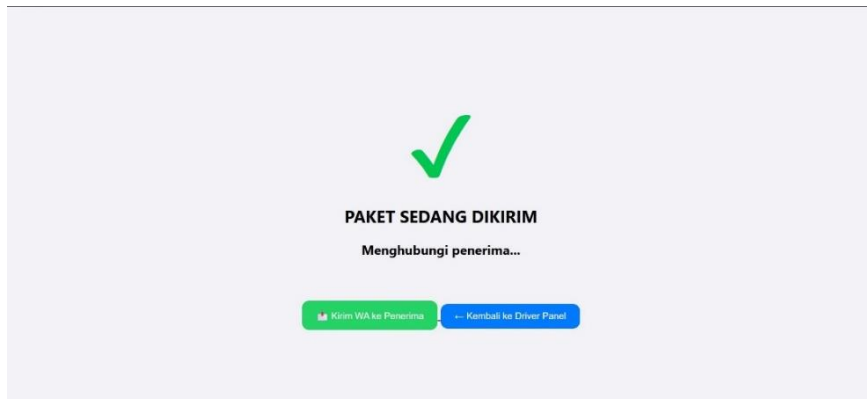 PAKET SEDANG DIKIRIM
Menghubungi penerima...
Kirim WA ke Penerima ← Kembali ke Driver Panel